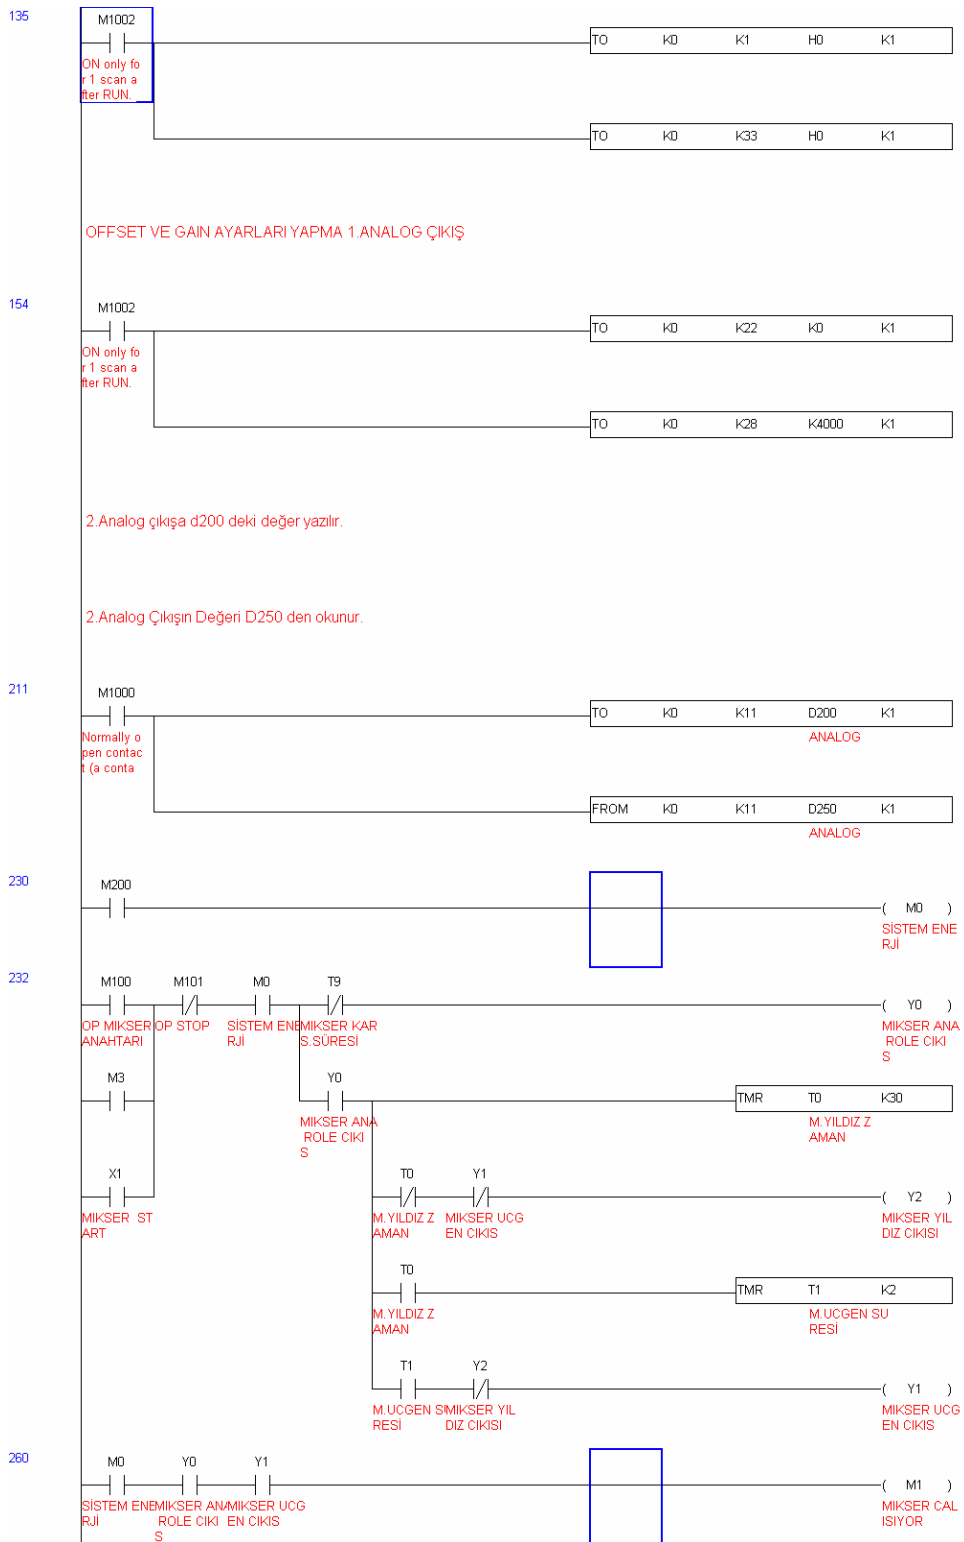 135
M1002
TO K0 K1 H0 K1
ON only fo
r 1 scan a
fter RUN.
TO K0 K33 H0 K1
OFFSET VE GAIN AYARLARI YAPMA 1.ANALOG ÇIKIŞ
154
M1002
TO K0 K22 K0 K1
ON only fo
r 1 scan a
fter RUN.
TO K0 K28 K4000 K1
2.Analog çıkışa d200 deki değer yazılır.
2.Analog Çıkışın Değeri D250 den okunur.
211
M1000
TO K0 K11 D200 K1
Normally o
pen contac
t (a conta
ANALOG
FROM K0 K11 D250 K1
ANALOG
230
M200
( M0 )
SİSTEM ENE
RJİ
232
M100 M101 M0 T9
( Y0 )
OP MIKSER OP STOP SİSTEM ENE MIKSER KAR
ANAHTARI RJİ S.SÜRESİ
MIKSER ANA
ROLE CIKI
S
M3 Y0
TMR T0 K30
MIKSER ANA
ROLE CIKI
S
M.YILDIZ Z
AMAN
X1 T0 Y1
( Y2 )
MIKSER ST
ART
M.YILDIZ Z MIKSER UCG
AMAN EN CIKIS
MIKSER YIL
DIZ CIKISI
T0
TMR T1 K2
M.YILDIZ Z
AMAN
M.UCGEN SU
RESİ
T1 Y2
( Y1 )
M.UCGEN S MIKSER YIL
RESİ DIZ CIKISI
MIKSER UCG
EN CIKIS
260
M0 Y0 Y1
( M1 )
SİSTEM ENE MIKSER ANA MIKSER UCG
RJİ ROLE CIKI EN CIKIS
S
MIKSER CAL
ISIYOR